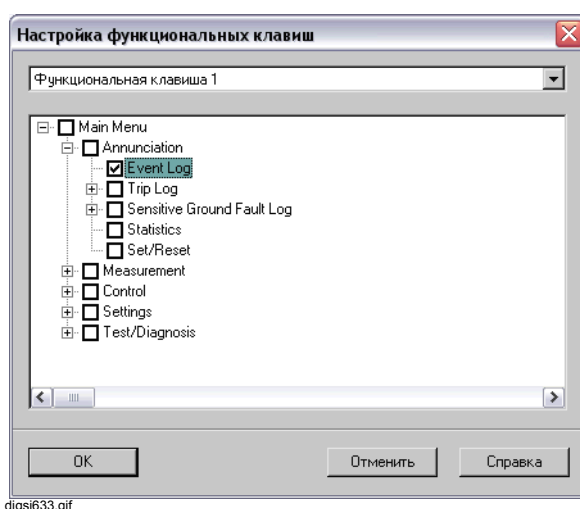 Настройка функциональных клавиш
Функциональная клавиша 1
Main Menu
Annunciation
Event Log
Trip Log
Sensitive Ground Fault Log
Statistics
Set/Reset
Measurement
Control
Settings
Test/Diagnosis
OK Отменить Справка
digsi633.gif